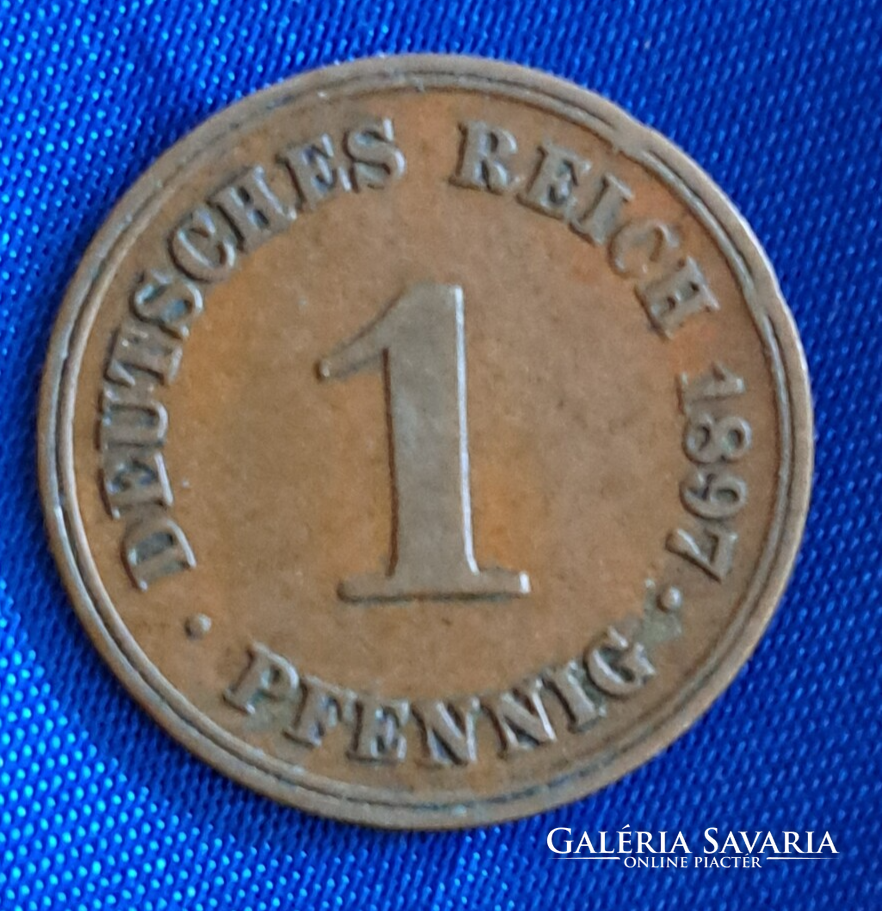 DEUTSCHES REICH 1897
1
· PFENNIG ·
GALÉRIA SAVARIA
ONLINE PIACTÉR